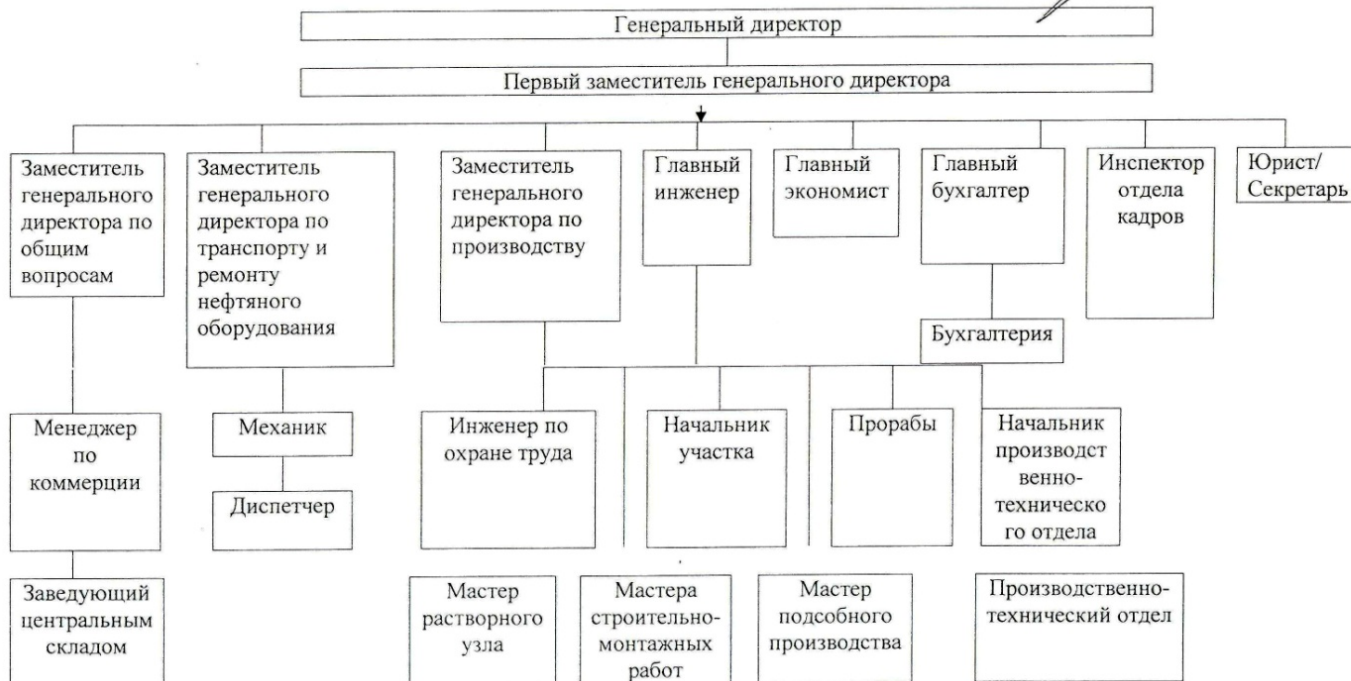 Генеральный директор
Первый заместитель генерального директора
Заместитель
генерального
директора по
общим
вопросам
Заместитель
генерального
директора по
транспорту и
ремонту
нефтяного
оборудования
Заместитель
генерального
директора по
производству
Главный
инженер
Главный
экономист
Главный
бухгалтер
Инспектор
отдела
кадров
Юрист/
Секретарь
Бухгалтерия
Менеджер
по
коммерции
Механик
Диспетчер
Инженер по
охране труда
Начальник
участка
Прорабы
Начальник
производст
венно-
техническо
го отдела
Заведующий
центральным
складом
Мастер
растворного
узла
Мастера
строительно-
монтажных
работ
Мастер
подсобного
производства
Производственно-
технический отдел